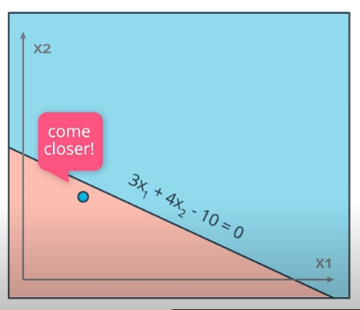 X2
come
closer!
3x₁ + 4x₂ - 10 = 0
X1